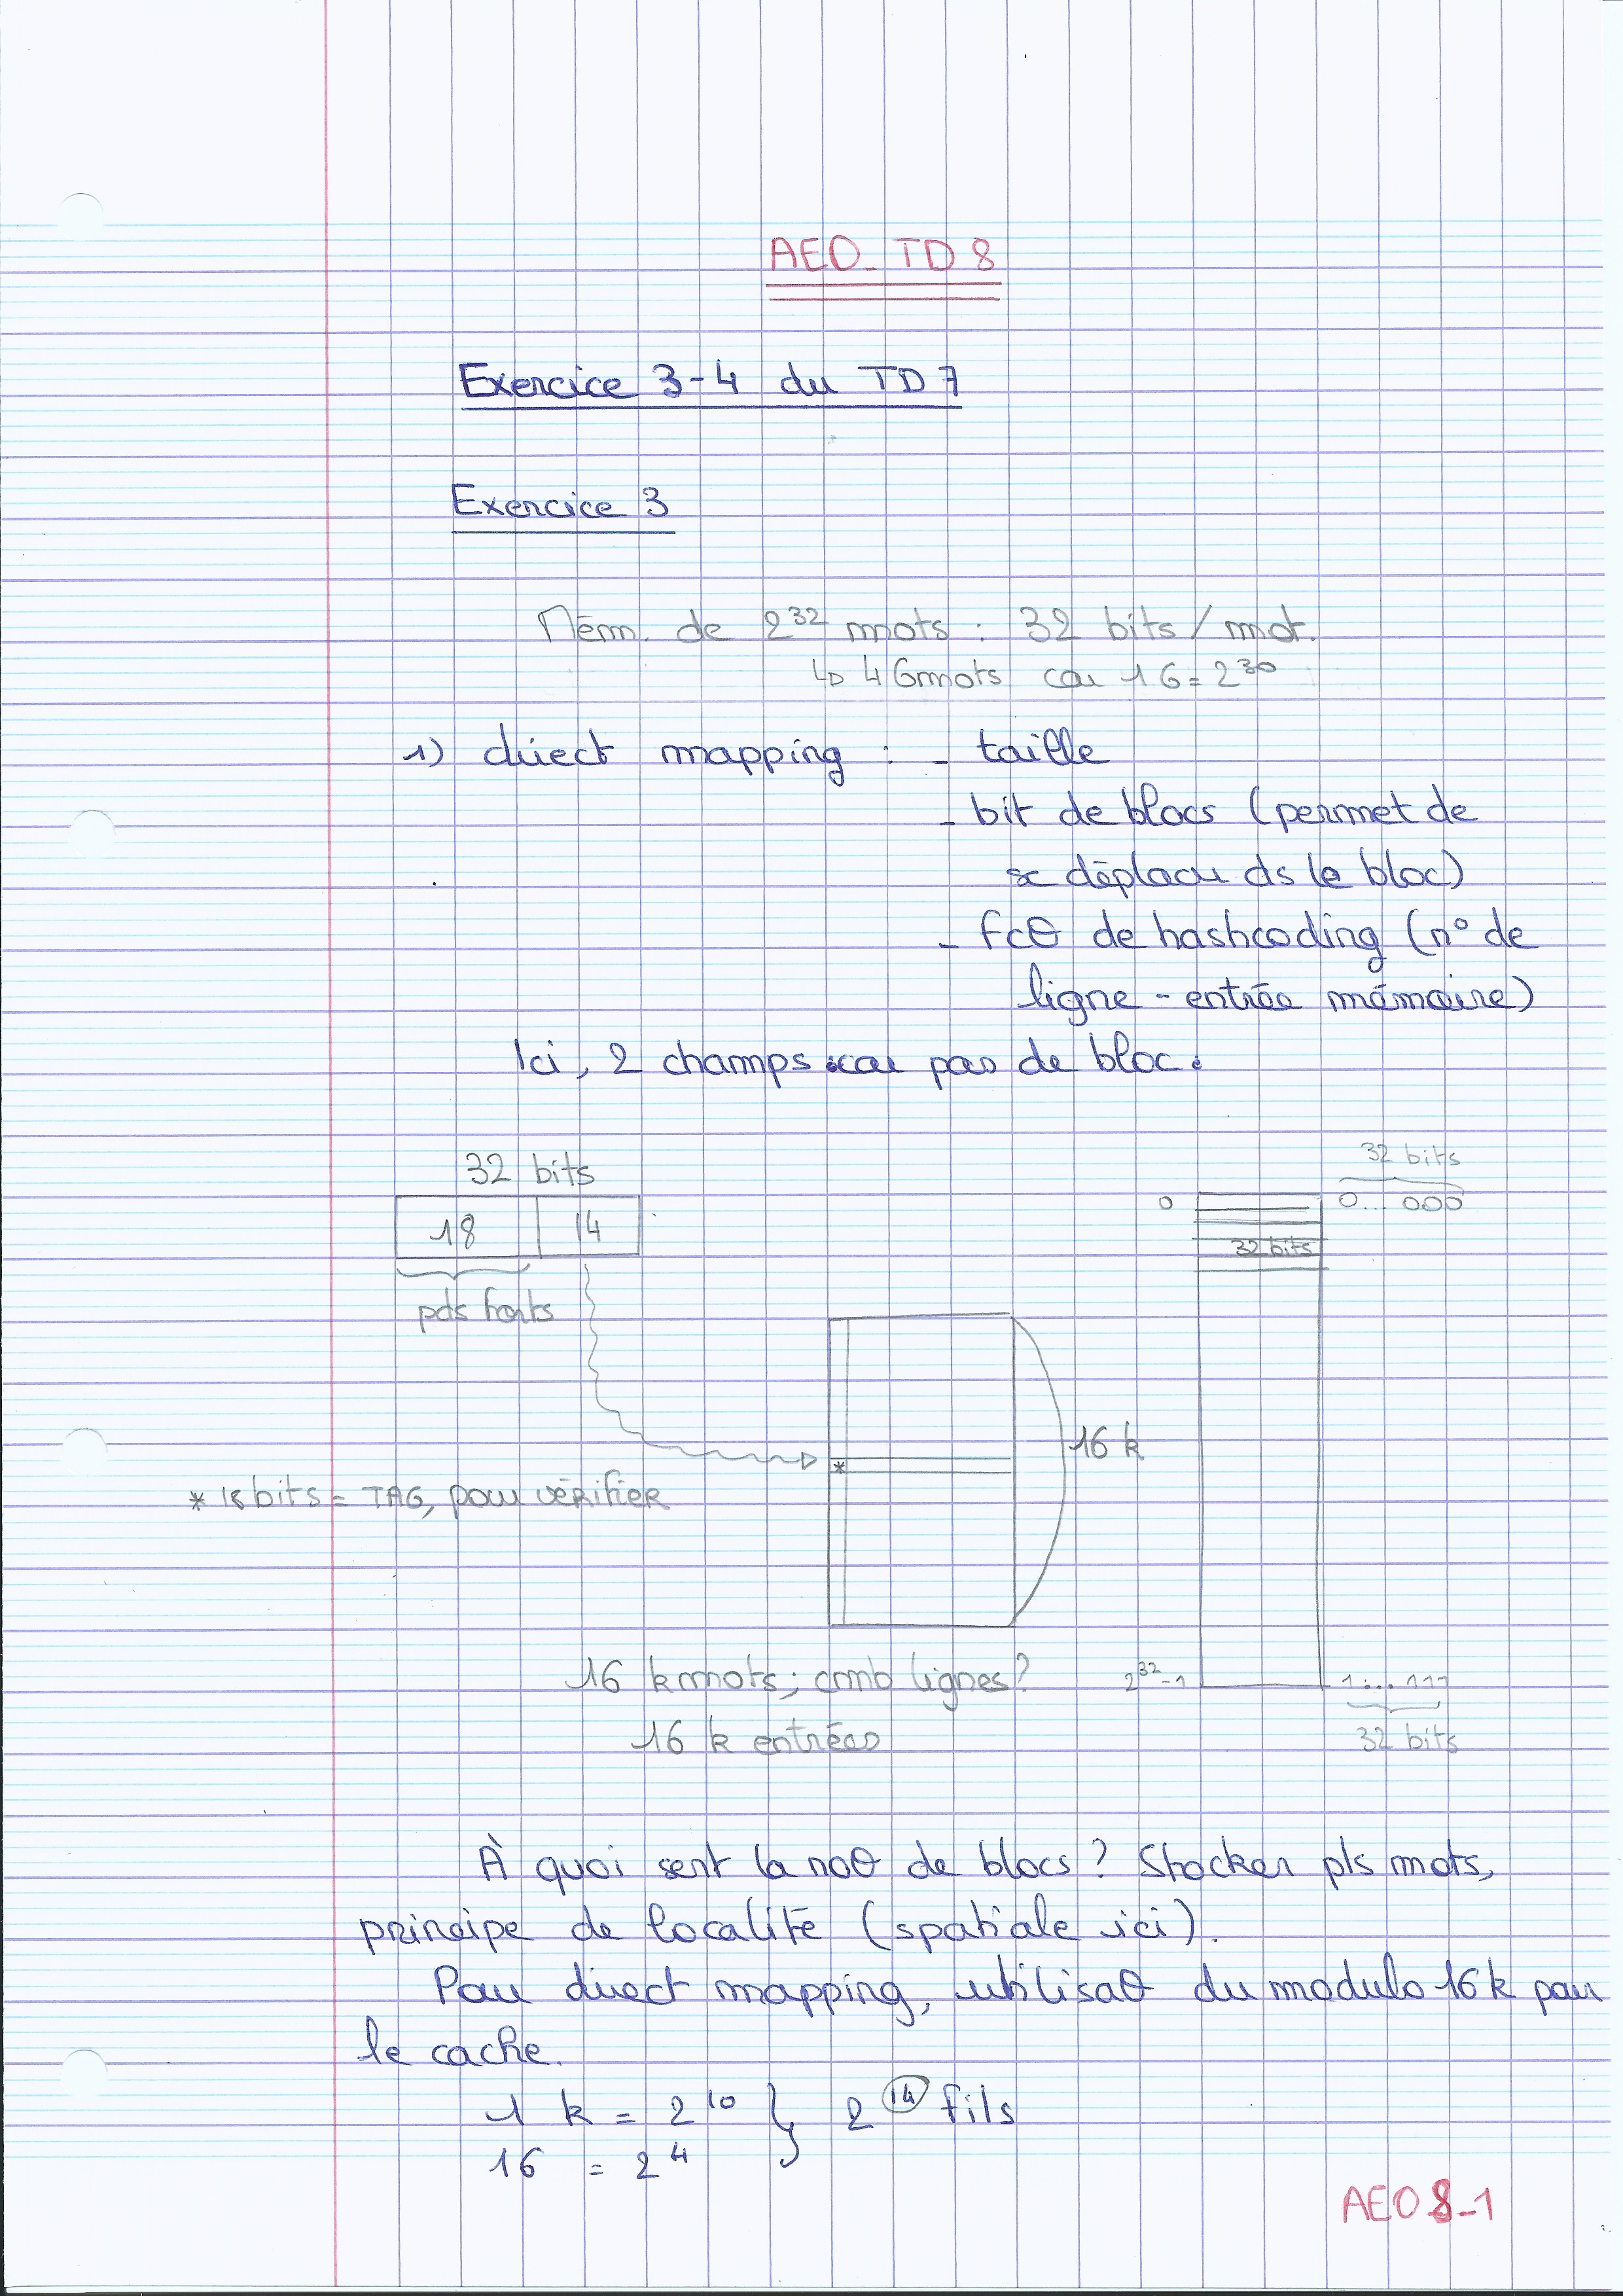 AEO_TD 8
Exercice 3-4 du TD 7
Exercice 3
Mém. de 2^32 mots : 32 bits/mot.
↳ 4 Gmots car 1 G = 2^30
1) direct mapping : - taille
- bit de blocs (permet de
se déplacer ds le bloc)
- fcθ de hashcoding (n° de
ligne - entrée mémoire)
Ici, 2 champs car pas de bloc.
32 bits
18 14
pds forts
32 bits
0 0... 000
32 bits
16 k
*
* 18 bits = TAG, pour vérifier
16 kmots ; cmb lignes ?
16 k entrées
2^32-1 1... 111
32 bits
À quoi sert la noθ de blocs ? Stocker pls mots,
principe de localité (spatiale ici).
Pour direct mapping, utilisaθ du modulo 16 k pour
le cache.
1 k = 2^10 } 2^14 fils
16 = 2^4
AEO 8-1